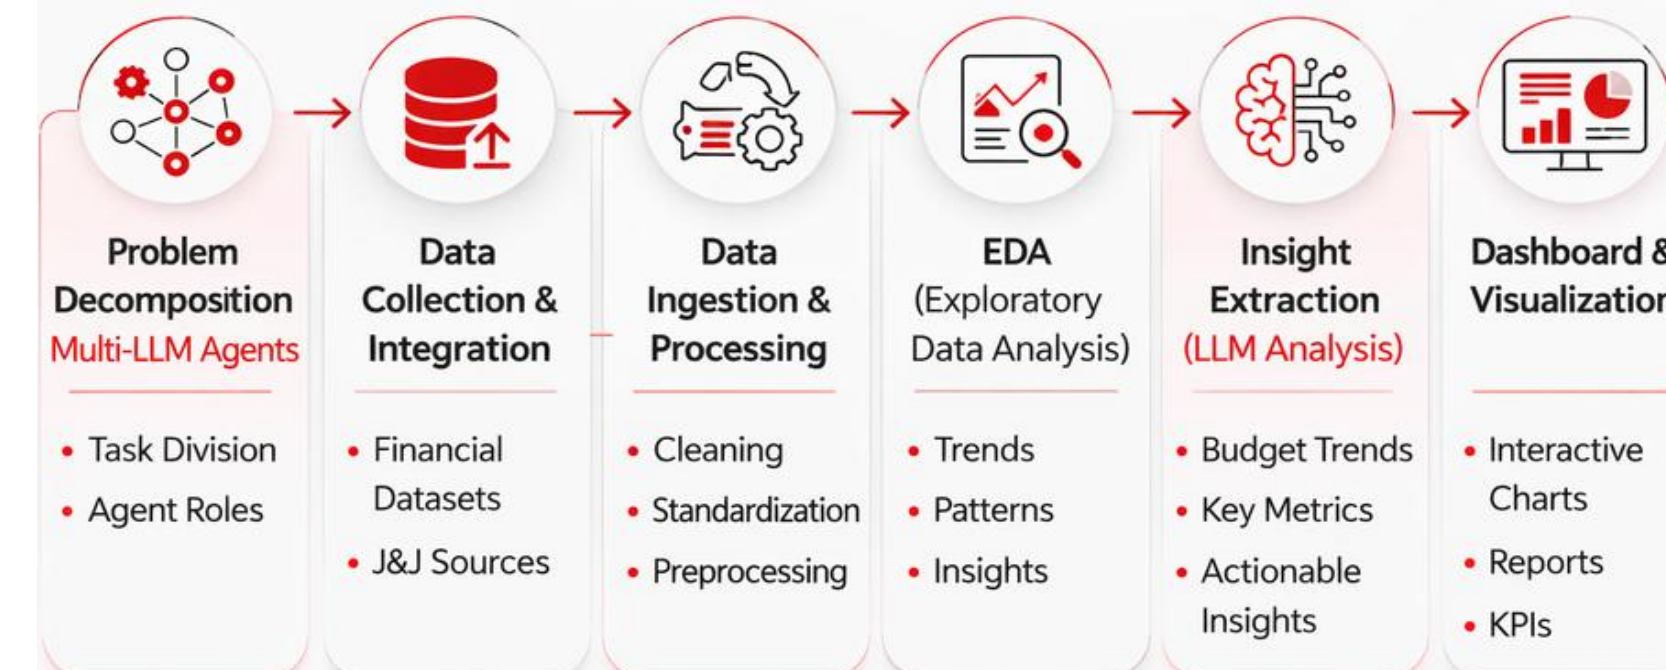 Problem
Decomposition
Multi-LLM Agents
• Task Division
• Agent Roles
Data
Collection &
Integration
• Financial
Datasets
• J&J Sources
Data
Ingestion &
Processing
• Cleaning
• Standardization
• Preprocessing
EDA
(Exploratory
Data Analysis)
• Trends
• Patterns
• Insights
Insight
Extraction
(LLM Analysis)
• Budget Trends
• Key Metrics
• Actionable
Insights
Dashboard &
Visualization
• Interactive
Charts
• Reports
• KPIs